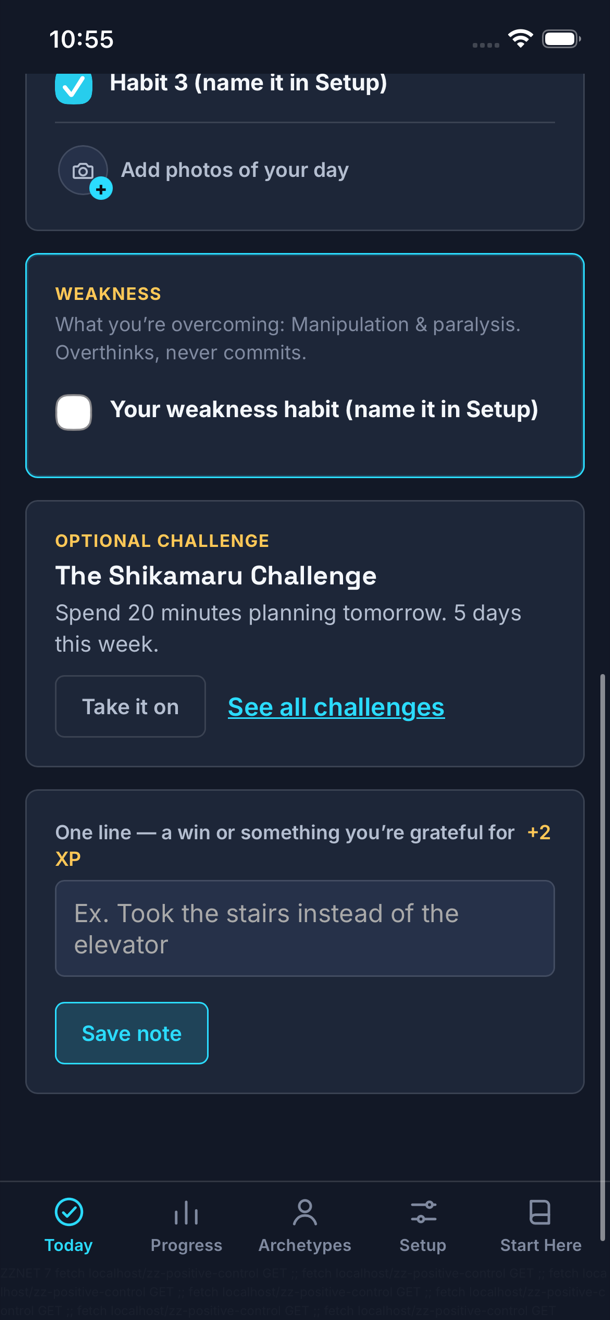 10:55
Habit 3 (name it in Setup)
Add photos of your day
WEAKNESS
What you’re overcoming: Manipulation & paralysis.
Overthinks, never commits.
Your weakness habit (name it in Setup)
OPTIONAL CHALLENGE
The Shikamaru Challenge
Spend 20 minutes planning tomorrow. 5 days
this week.
Take it on
See all challenges
One line — a win or something you’re grateful for +2
XP
Ex. Took the stairs instead of the
elevator
Save note
Today
Progress
Archetypes
Setup
Start Here